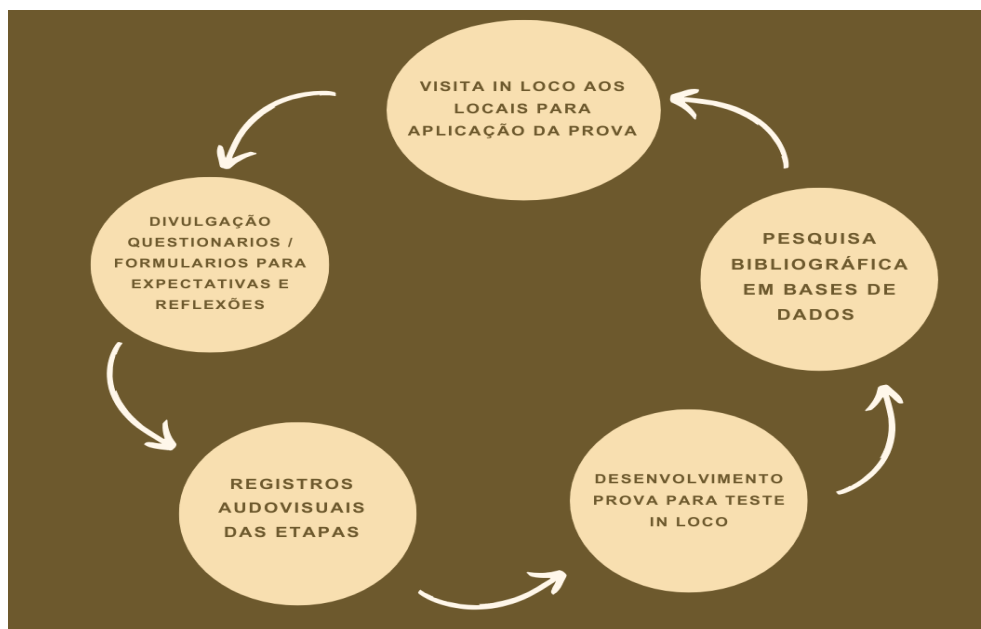 VISITA IN LOCO AOS
LOCAIS PARA
APLICAÇÃO DA PROVA
DIVULGAÇÃO
QUESTIONARIOS /
FORMULARIOS PARA
EXPECTATIVAS E
REFLEXÕES
REGISTROS
AUDOVISUAIS
DAS ETAPAS
DESENVOLVIMENTO
PROVA PARA TESTE
IN LOCO
PESQUISA
BIBLIOGRÁFICA
EM BASES DE
DADOS